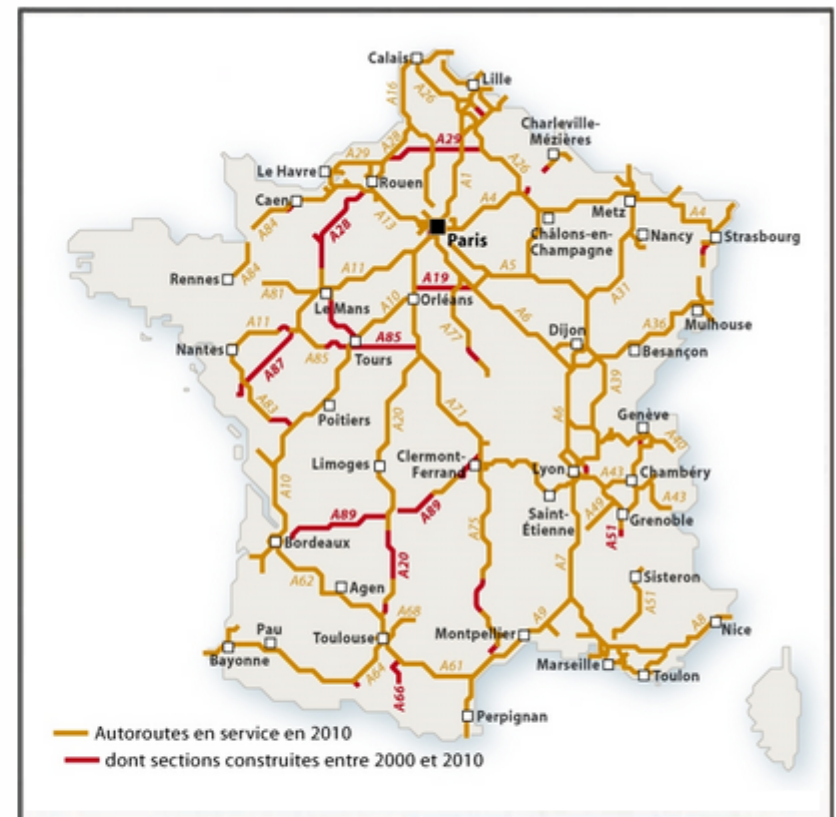 Calais
Lille
A16
A26
Charleville-
Mézières
A29
A28
A29
A26
Le Havre
Rouen
A1
A4
Caen
A13
Metz
A4
A84
A28
Paris
Châlons-en-
Champagne
Nancy
Strasbourg
Rennes
A84
A11
A5
A81
A19
A31
Le Mans
A10
Orléans
A6
A11
A77
Dijon
A36
Mulhouse
Nantes
A85
A85
Tours
Besançon
A87
A39
A83
Poitiers
A20
A71
A6
Genève
A40
Limoges
Clermont-
Ferrand
Lyon
A43
Chambéry
A10
A43
Saint-
Étienne
A49
A89
A89
A75
Grenoble
Bordeaux
A51
A20
A7
A62
Agen
Sisteron
A51
A68
A9
A8
Pau
Toulouse
Montpellier
Nice
Bayonne
A64
A61
Marseille
A66
Toulon
Perpignan
Autoroutes en service en 2010
dont sections construites entre 2000 et 2010